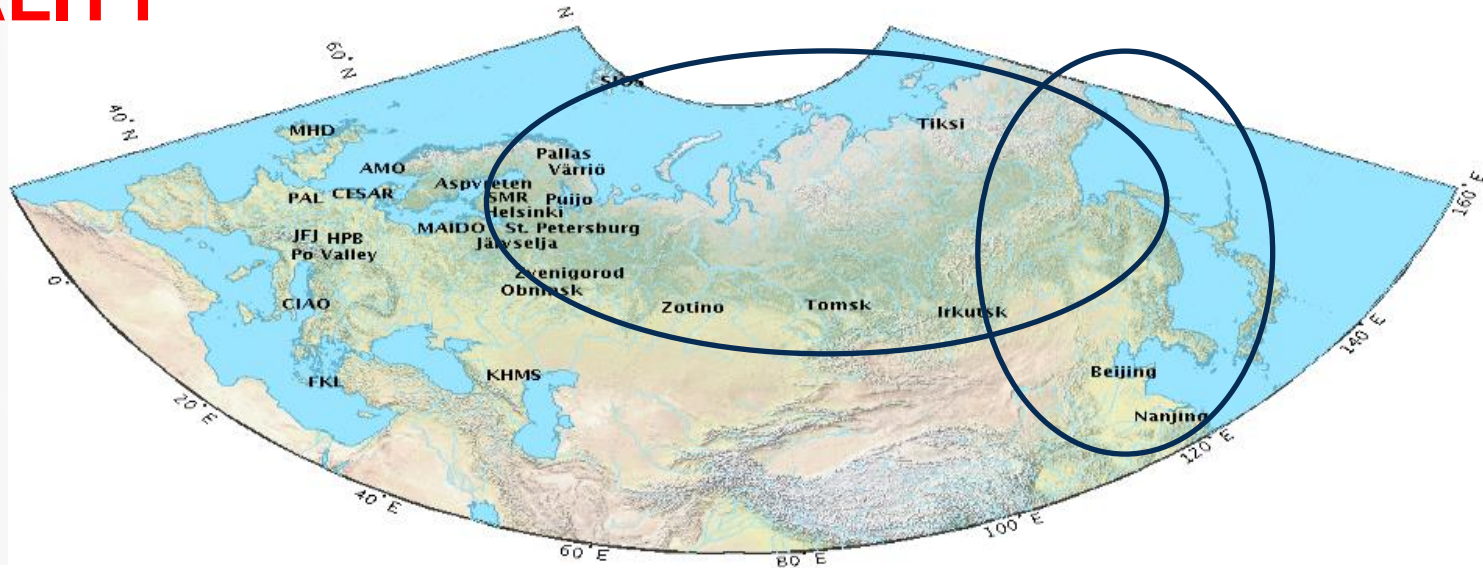 N
60° N
40° N
MHD
Tiksi
Pallas
AMO
Värriö
Aspvreten
PAL CESAR
SMR Puijo
160° E
Helsinki
MAIDO St. Petersburg
JFJ HPB
Järvselja
Po Valley
Zvenigorod
0°
Obninsk
CIAO
Zotino
Tomsk
Irkutsk
140° E
Beijing
FKL
KHMS
20° E
Nanjing
120° E
40° E
100° E
60° E
80° E